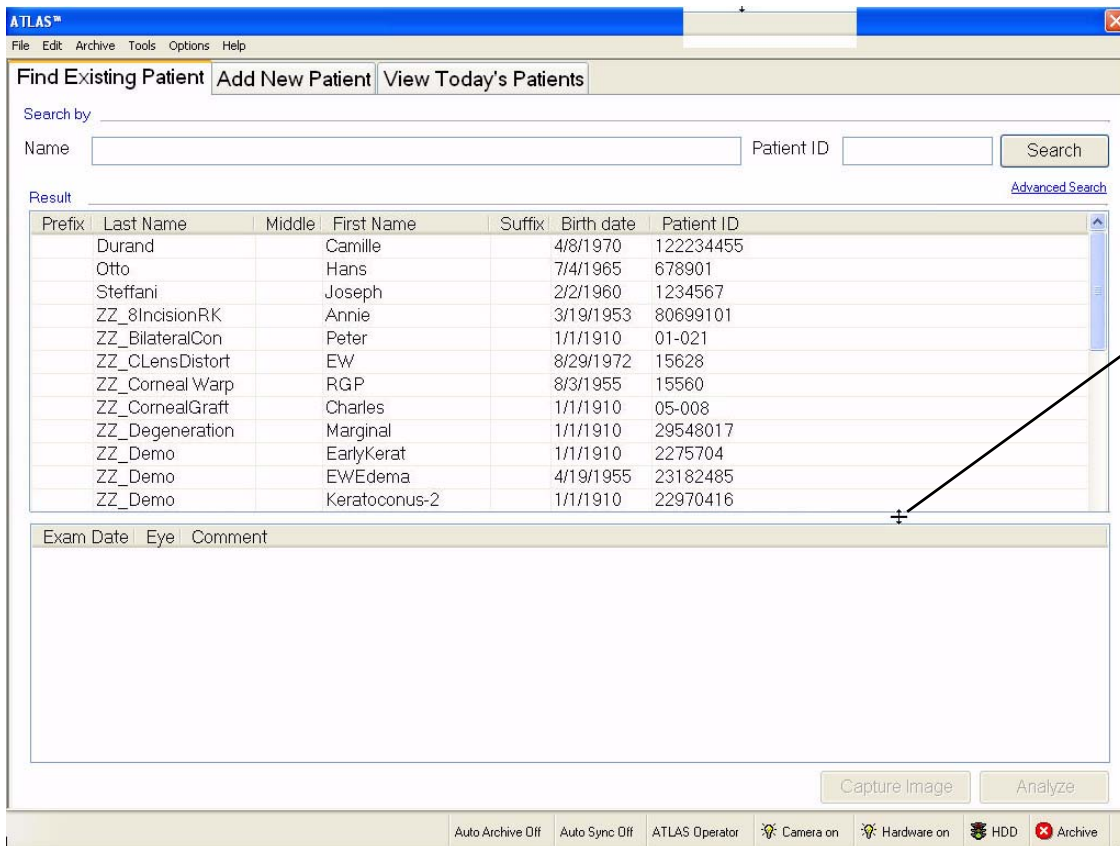 ATLAS™
File Edit Archive Tools Options Help
Find Existing Patient Add New Patient View Today's Patients
Search by
Name Patient ID Search
Advanced Search
Result
Prefix Last Name Middle First Name Suffix Birth date Patient ID
Durand Camille 4/8/1970 122234455
Otto Hans 7/4/1965 678901
Steffani Joseph 2/2/1960 1234567
ZZ_8IncisionRK Annie 3/19/1953 80699101
ZZ_BilateralCon Peter 1/1/1910 01-021
ZZ_CLensDistort EW 8/29/1972 15628
ZZ_Corneal Warp RGP 8/3/1955 15560
ZZ_CornealGraft Charles 1/1/1910 05-008
ZZ_Degeneration Marginal 1/1/1910 29548017
ZZ_Demo EarlyKerat 1/1/1910 2275704
ZZ_Demo EWEdema 4/19/1955 23182485
ZZ_Demo Keratoconus-2 1/1/1910 22970416
Exam Date Eye Comment
Capture Image Analyze
Auto Archive Off Auto Sync Off ATLAS Operator Camera on Hardware on HDD Archive